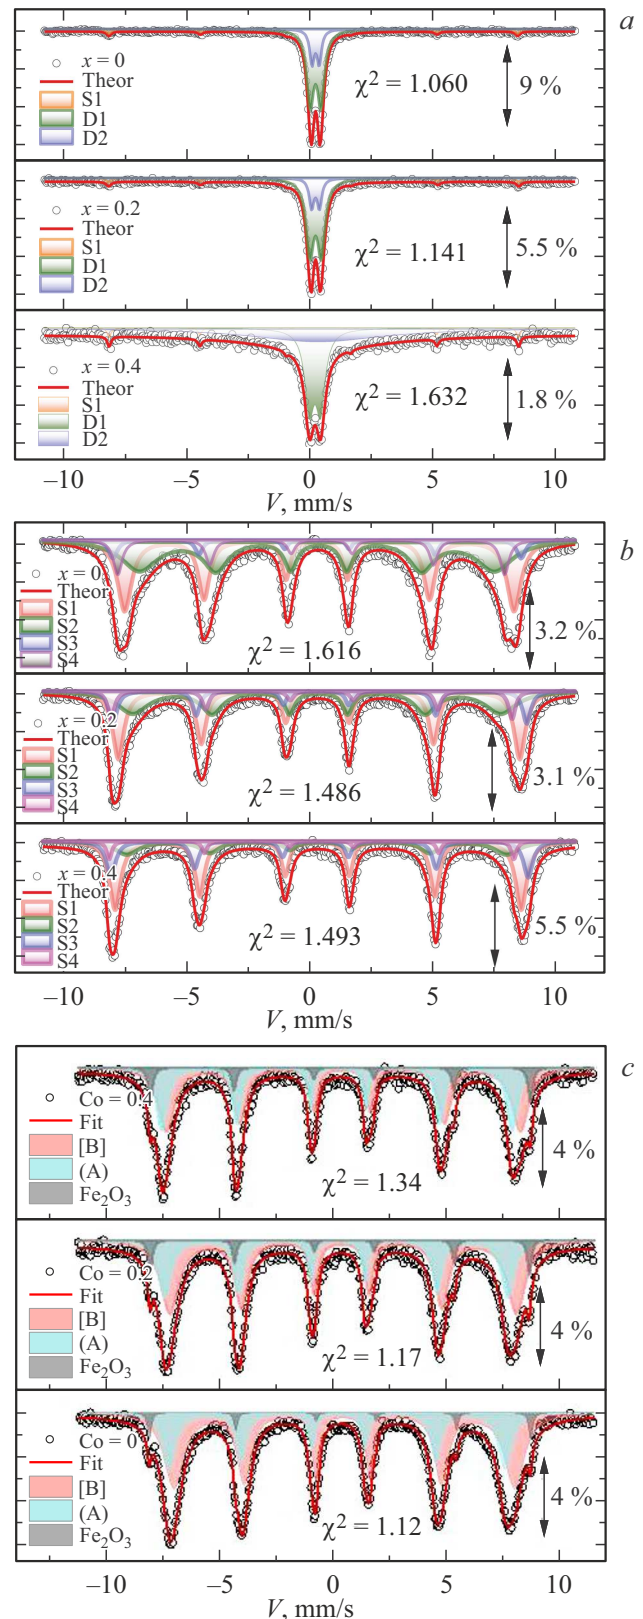 a
x = 0
Theor
S1
D1
D2
χ² = 1.060
9 %
x = 0.2
Theor
S1
D1
D2
χ² = 1.141
5.5 %
x = 0.4
Theor
S1
D1
D2
χ² = 1.632
1.8 %
−10 −5 0 5 10
V, mm/s
b
x = 0
Theor
S1
S2
S3
S4
χ² = 1.616
3.2 %
x = 0.2
Theor
S1
S2
S3
S4
χ² = 1.486
3.1 %
x = 0.4
Theor
S1
S2
S3
S4
χ² = 1.493
5.5 %
−10 −5 0 5 10
V, mm/s
c
Co = 0.4
Fit
[B]
(A)
Fe₂O₃
χ² = 1.34
4 %
Co = 0.2
Fit
[B]
(A)
Fe₂O₃
χ² = 1.17
4 %
Co = 0
Fit
[B]
(A)
Fe₂O₃
χ² = 1.12
4 %
−10 −5 0 5 10
V, mm/s